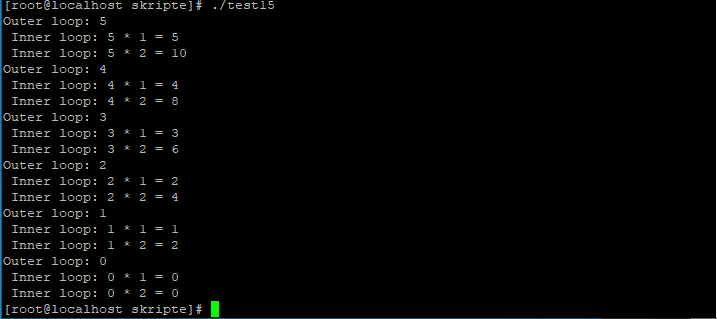 [root@localhost skripte]# ./test15
Outer loop: 5
 Inner loop: 5 * 1 = 5
 Inner loop: 5 * 2 = 10
Outer loop: 4
 Inner loop: 4 * 1 = 4
 Inner loop: 4 * 2 = 8
Outer loop: 3
 Inner loop: 3 * 1 = 3
 Inner loop: 3 * 2 = 6
Outer loop: 2
 Inner loop: 2 * 1 = 2
 Inner loop: 2 * 2 = 4
Outer loop: 1
 Inner loop: 1 * 1 = 1
 Inner loop: 1 * 2 = 2
Outer loop: 0
 Inner loop: 0 * 1 = 0
 Inner loop: 0 * 2 = 0
[root@localhost skripte]#